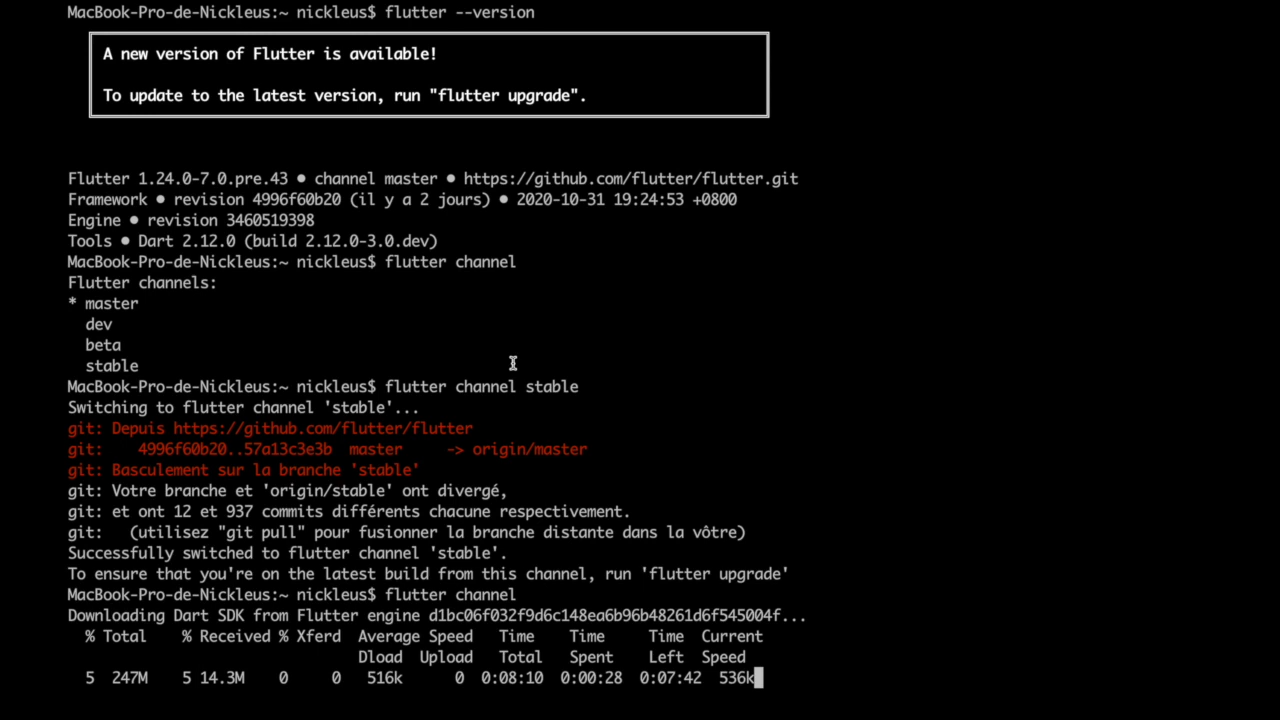 MacBook-Pro-de-Nickleus:~ nickleus$ flutter --version
A new version of Flutter is available!
To update to the latest version, run "flutter upgrade".
Flutter 1.24.0-7.0.pre.43 • channel master • https://github.com/flutter/flutter.git
Framework • revision 4996f60b20 (il y a 2 jours) • 2020-10-31 19:24:53 +0800
Engine • revision 3460519398
Tools • Dart 2.12.0 (build 2.12.0-3.0.dev)
MacBook-Pro-de-Nickleus:~ nickleus$ flutter channel
Flutter channels:
* master
dev
beta
stable
MacBook-Pro-de-Nickleus:~ nickleus$ flutter channel stable
Switching to flutter channel 'stable'...
git: Depuis https://github.com/flutter/flutter
git:    4996f60b20..57a13c3e3b  master     -> origin/master
git: Basculement sur la branche 'stable'
git: Votre branche et 'origin/stable' ont divergé,
git: et ont 12 et 937 commits différents chacune respectivement.
git:   (utilisez "git pull" pour fusionner la branche distante dans la vôtre)
Successfully switched to flutter channel 'stable'.
To ensure that you're on the latest build from this channel, run 'flutter upgrade'
MacBook-Pro-de-Nickleus:~ nickleus$ flutter channel
Downloading Dart SDK from Flutter engine d1bc06f032f9d6c148ea6b96b48261d6f545004f...
% Total    % Received % Xferd  Average Speed   Time    Time     Time  Current
Dload  Upload   Total   Spent    Left  Speed
5  247M    5 14.3M    0     0   516k      0  0:08:10  0:00:28  0:07:42  536k